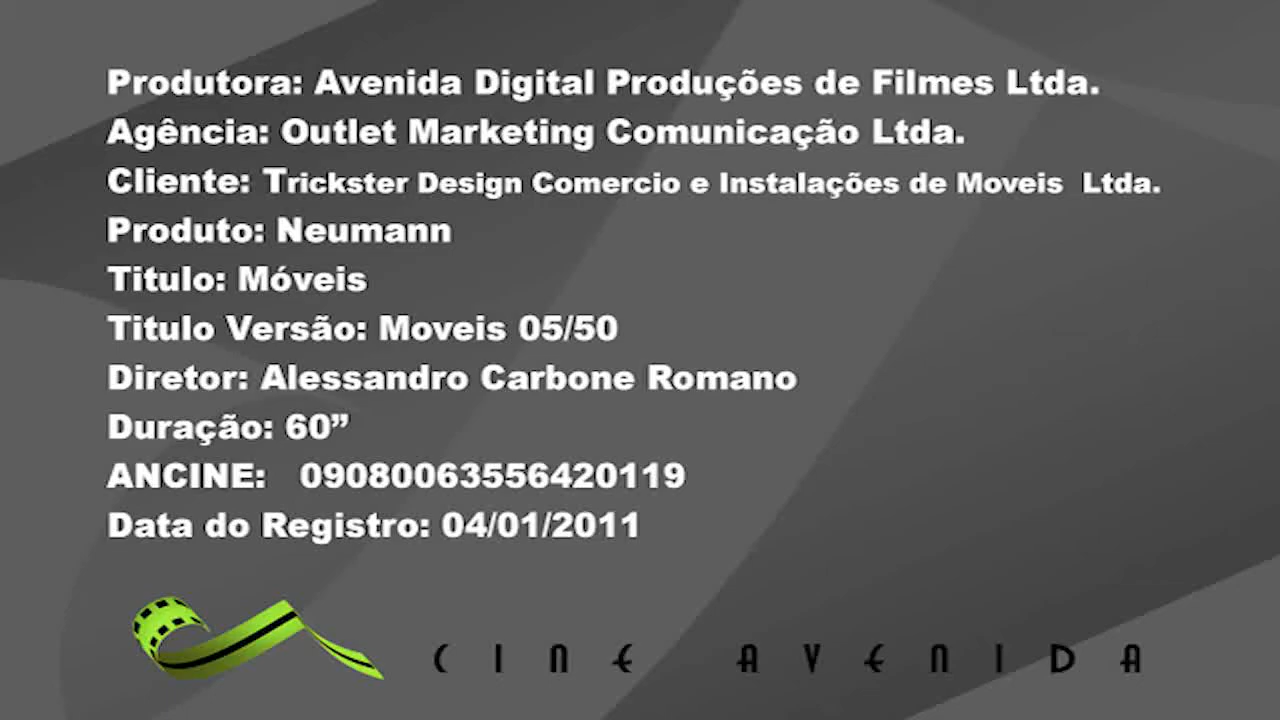 Produtora: Avenida Digital Produções de Filmes Ltda.
Agência: Outlet Marketing Comunicação Ltda.
Cliente: Trickster Design Comercio e Instalações de Moveis Ltda.
Produto: Neumann
Titulo: Móveis
Titulo Versão: Moveis 05/50
Diretor: Alessandro Carbone Romano
Duração: 60”
ANCINE: 09080063556420119
Data do Registro: 04/01/2011
CINE AVENIDA